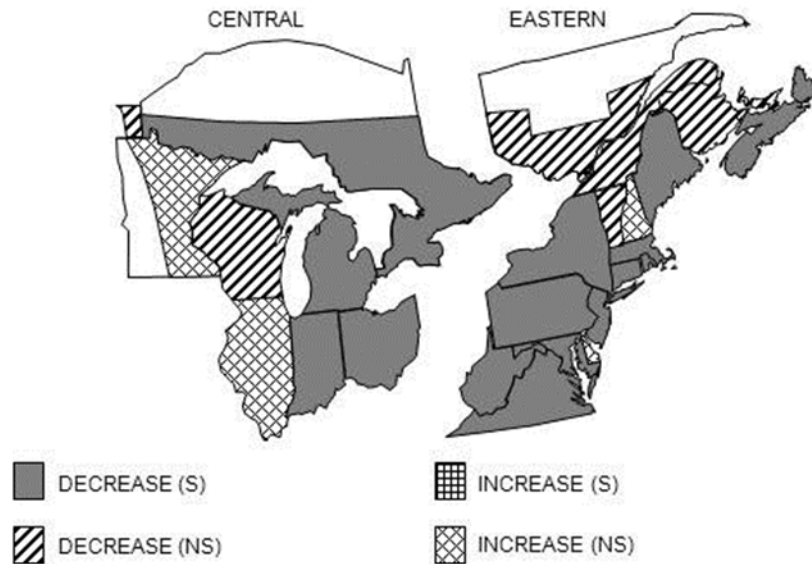 CENTRAL
EASTERN
DECREASE (S)
INCREASE (S)
DECREASE (NS)
INCREASE (NS)